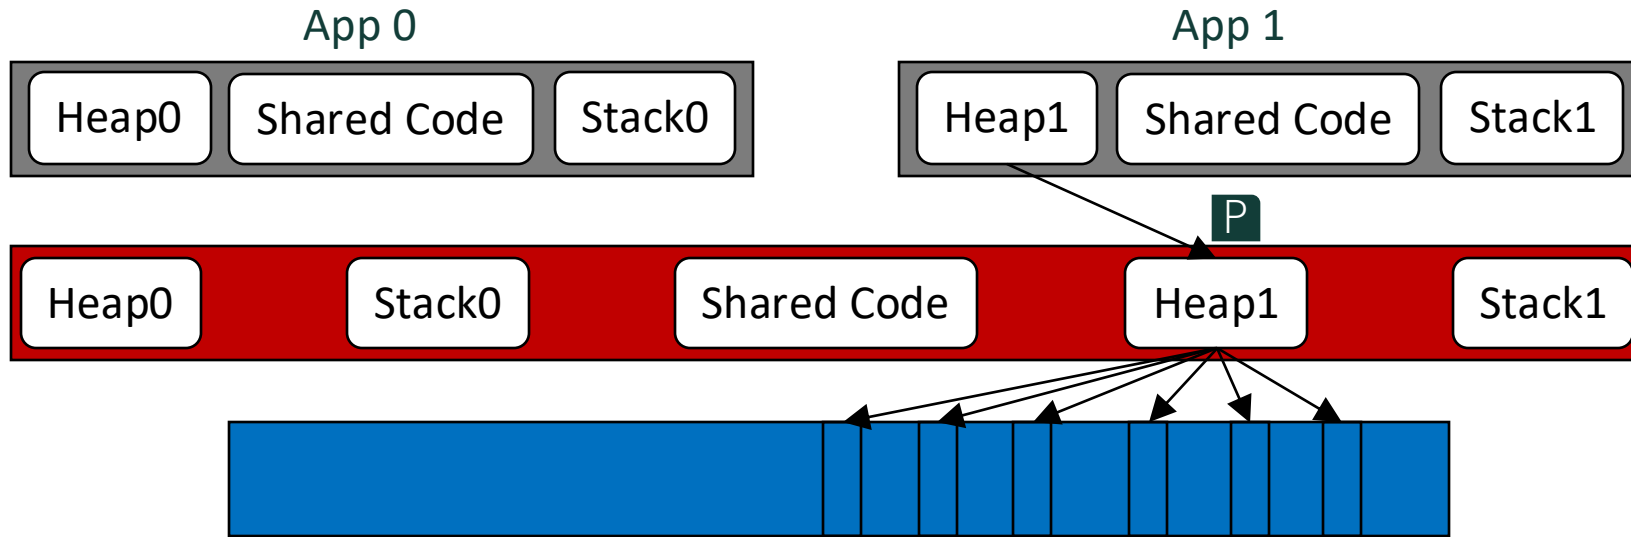 App 0
App 1
Heap0 Shared Code Stack0
Heap1 Shared Code Stack1
P
Heap0 Stack0 Shared Code Heap1 Stack1